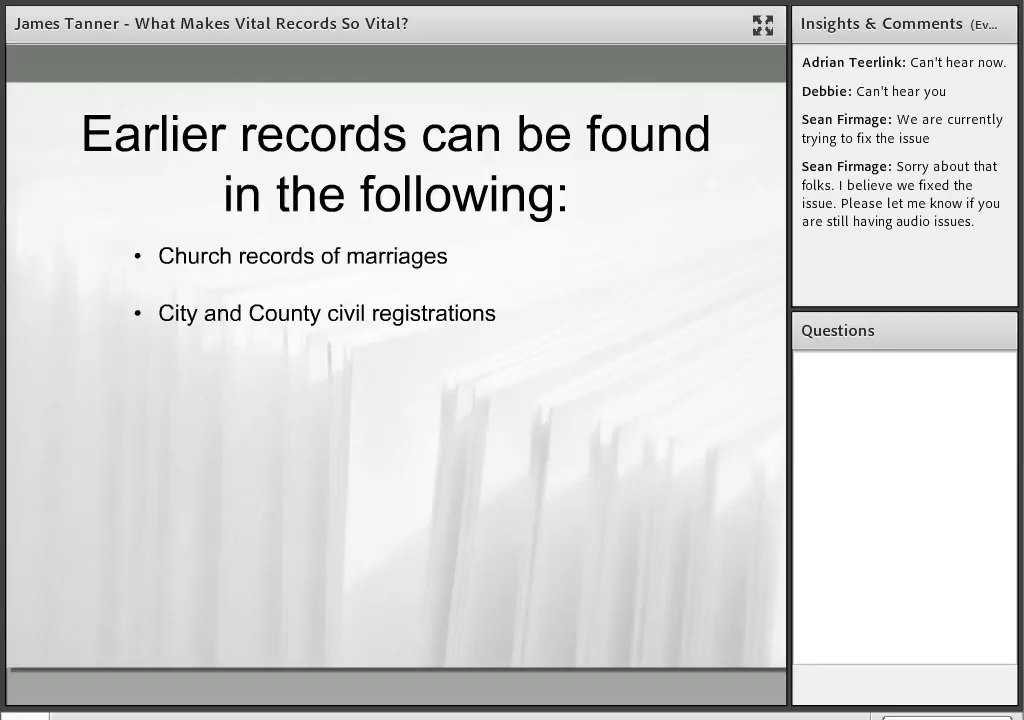 James Tanner - What Makes Vital Records So Vital?
Earlier records can be found
in the following:
• Church records of marriages
• City and County civil registrations
Insights & Comments (Ev...
Adrian Teerlink: Can't hear now.
Debbie: Can't hear you
Sean Firmage: We are currently
trying to fix the issue
Sean Firmage: Sorry about that
folks. I believe we fixed the
issue. Please let me know if you
are still having audio issues.
Questions